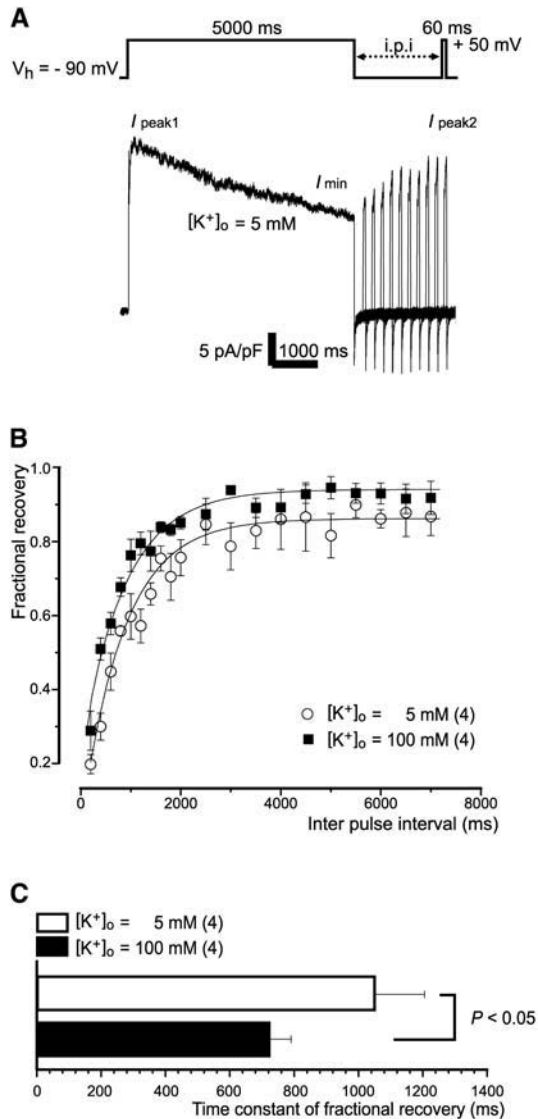 A
5000 ms
60 ms
i.p.i
+ 50 mV
Vh = - 90 mV
I peak1
I peak2
I min
[K+]o = 5 mM
5 pA/pF
1000 ms
B
Fractional recovery
1.0
0.8
0.6
0.4
0.2
[K+]o = 5 mM (4)
[K+]o = 100 mM (4)
0 2000 4000 6000 8000
Inter pulse interval (ms)
C
[K+]o = 5 mM (4)
[K+]o = 100 mM (4)
P < 0.05
0 200 400 600 800 1000 1200 1400
Time constant of fractional recovery (ms)